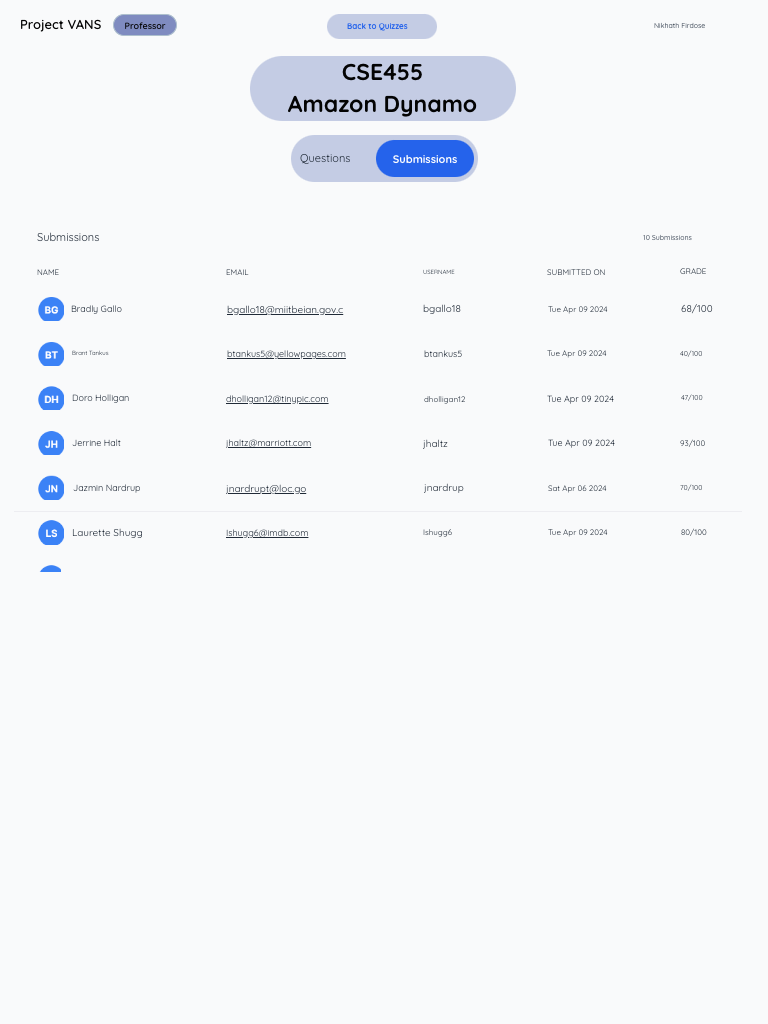 Project VANS Professor Back to Quizzes Nikhath Firdose
CSE455
Amazon Dynamo
Questions Submissions
Submissions 10 Submissions
NAME EMAIL USERNAME SUBMITTED ON GRADE
BG Bradly Gallo bgallo18@miitbeian.gov.c bgallo18 Tue Apr 09 2024 68/100
BT Brant Tankus btankus5@yellowpages.com btankus5 Tue Apr 09 2024 40/100
DH Doro Holligan dholligan12@tinypic.com dholligan12 Tue Apr 09 2024 47/100
JH Jerrine Halt jhaltz@marriott.com jhaltz Tue Apr 09 2024 93/100
JN Jazmin Nardrup jnardrupt@loc.go jnardrup Sat Apr 06 2024 70/100
LS Laurette Shugg lshugg6@imdb.com lshugg6 Tue Apr 09 2024 80/100